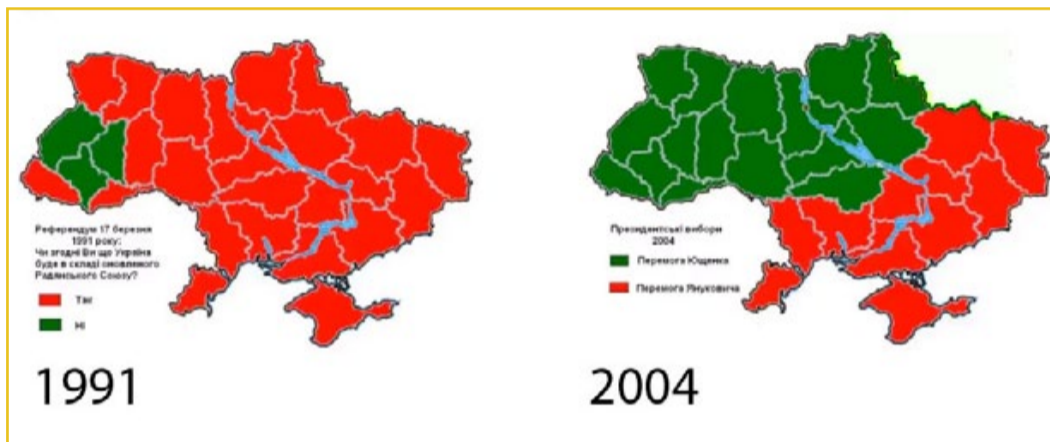 Референдум 17 березня
1991 року:
Чи згодні Ви що Україна
буде в складі оновленого
Радянського Союзу?
Так
Ні
1991
Президентські вибори
2004
Перемога Ющенка
Перемога Януковича
2004